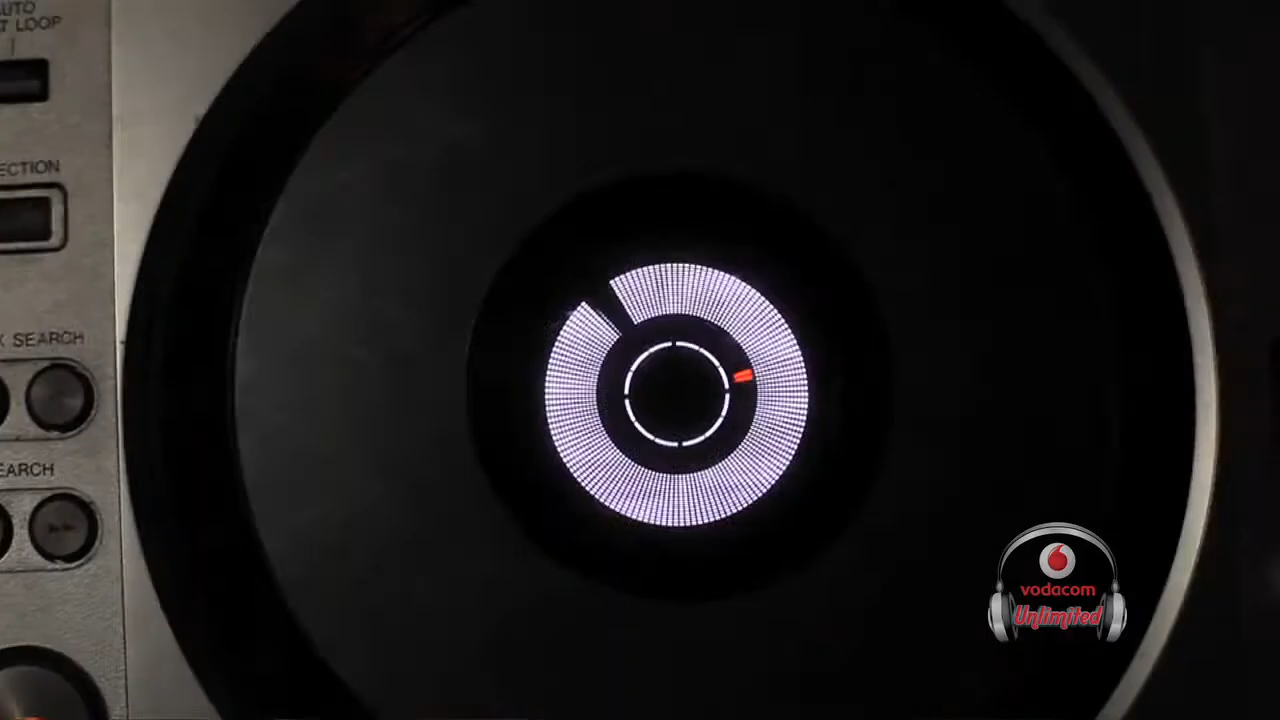 AUTO
T LOOP
ECTION
SEARCH
EARCH
vodacom
Unlimited